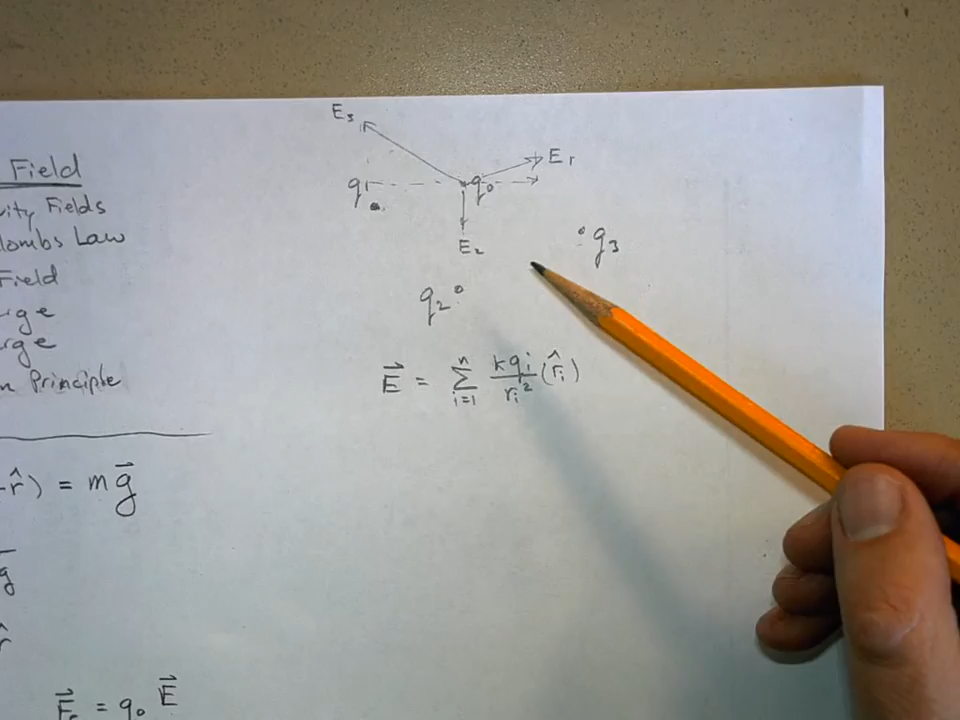 Field
ity Fields
lombs Law
Field
rge
rge
n Principle
r̂) = mg⃗
g
r̂
F⃗ₑ = q₀ E⃗
E₃
E₁
q₁
q₀
E₂
q₃
q₂
E⃗ = Σ kqᵢ/rᵢ² (r̂ᵢ)
n
i=1